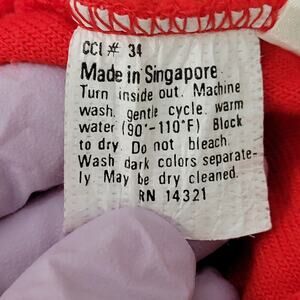 CCL # 34
Made in Singapore
Turn inside out. Machine
wash, gentle cycle, warm
water (90°-110°F) Block
to dry. Do not bleach.
Wash dark colors separate-
ly. May be dry cleaned.
RN 14321